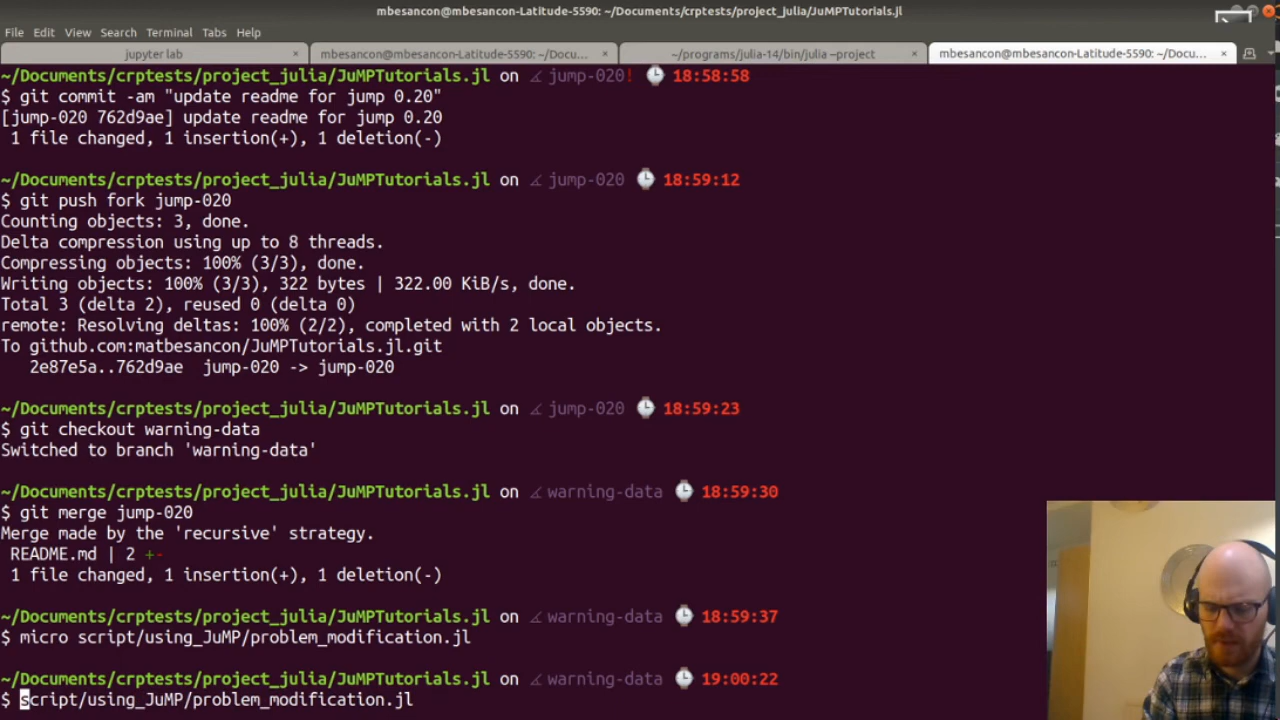 mbesancon@mbesancon-Latitude-5590: ~/Documents/crptests/project_julia/JuMPTutorials.jl
File Edit View Search Terminal Tabs Help
jupyter lab × mbesancon@mbesancon-Latitude-5590: ~/Docu... × ~/programs/julia-14/bin/julia --project × mbesancon@mbesancon-Latitude-5590: ~/Docu... ×
~/Documents/crptests/project_julia/JuMPTutorials.jl on jump-020! 18:58:58
$ git commit -am "update readme for jump 0.20"
[jump-020 762d9ae] update readme for jump 0.20
1 file changed, 1 insertion(+), 1 deletion(-)
~/Documents/crptests/project_julia/JuMPTutorials.jl on jump-020 18:59:12
$ git push fork jump-020
Counting objects: 3, done.
Delta compression using up to 8 threads.
Compressing objects: 100% (3/3), done.
Writing objects: 100% (3/3), 322 bytes | 322.00 KiB/s, done.
Total 3 (delta 2), reused 0 (delta 0)
remote: Resolving deltas: 100% (2/2), completed with 2 local objects.
To github.com:matbesancon/JuMPTutorials.jl.git
2e87e5a..762d9ae jump-020 -> jump-020
~/Documents/crptests/project_julia/JuMPTutorials.jl on jump-020 18:59:23
$ git checkout warning-data
Switched to branch 'warning-data'
~/Documents/crptests/project_julia/JuMPTutorials.jl on warning-data 18:59:30
$ git merge jump-020
Merge made by the 'recursive' strategy.
README.md | 2 +-
1 file changed, 1 insertion(+), 1 deletion(-)
~/Documents/crptests/project_julia/JuMPTutorials.jl on warning-data 18:59:37
$ micro script/using_JuMP/problem_modification.jl
~/Documents/crptests/project_julia/JuMPTutorials.jl on warning-data 19:00:22
$ script/using_JuMP/problem_modification.jl